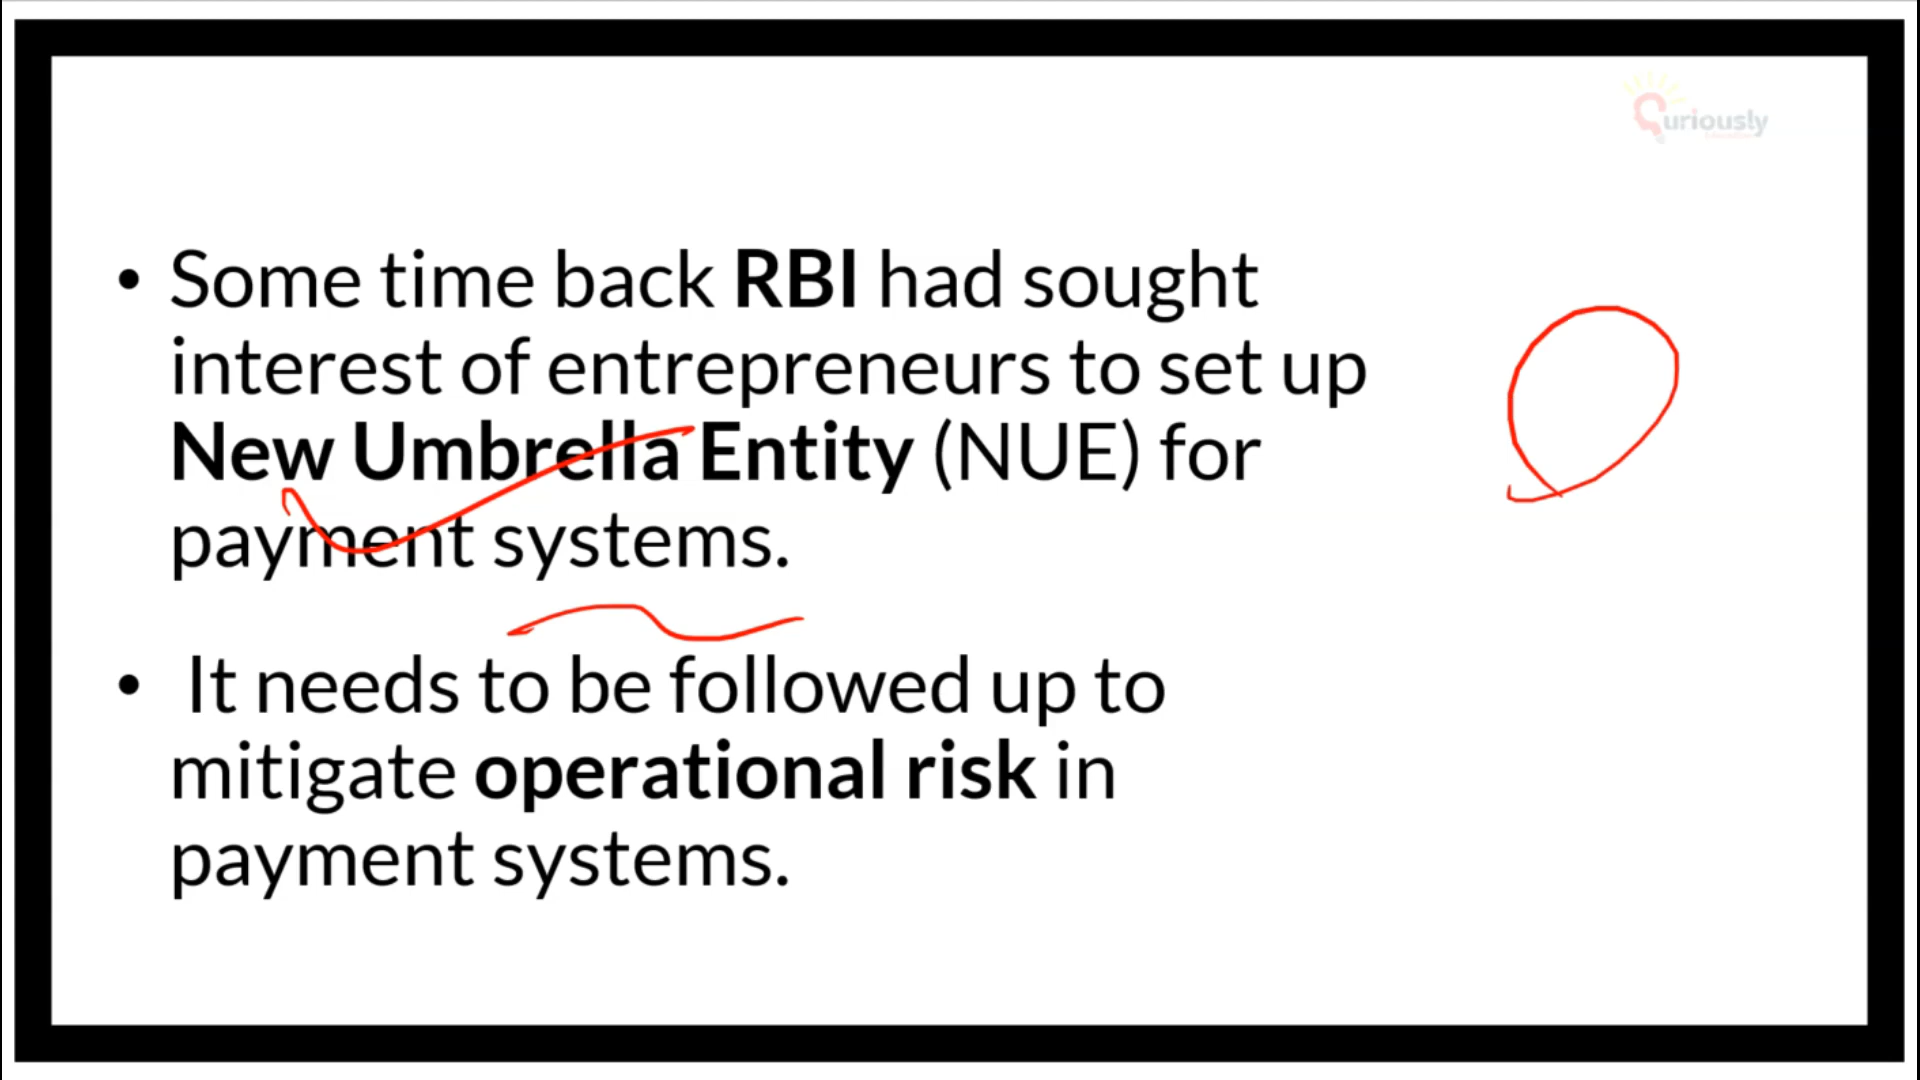 Curiously
• Some time back RBI had sought
interest of entrepreneurs to set up
New Umbrella Entity (NUE) for
payment systems.
• It needs to be followed up to
mitigate operational risk in
payment systems.